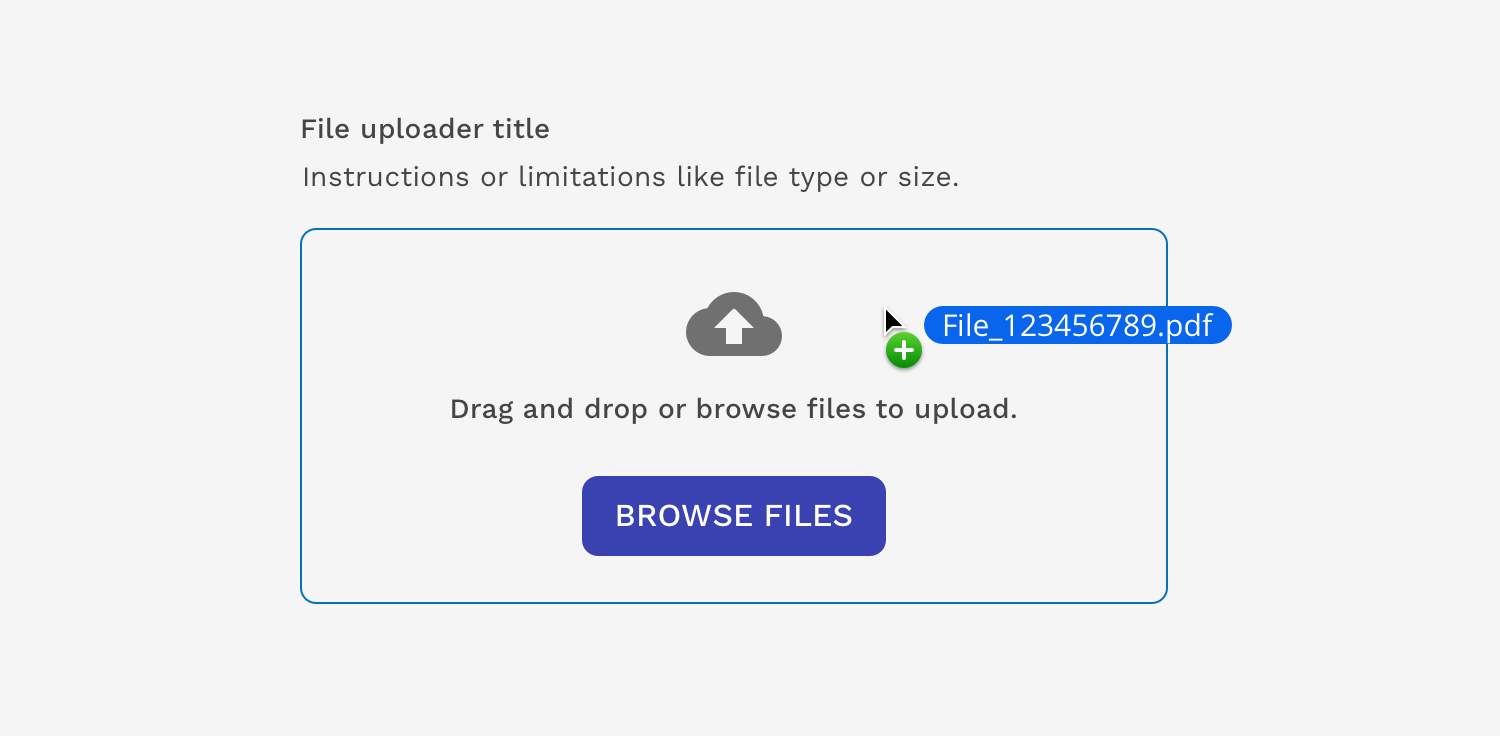 File uploader title
Instructions or limitations like file type or size.
File_123456789.pdf
Drag and drop or browse files to upload.
BROWSE FILES